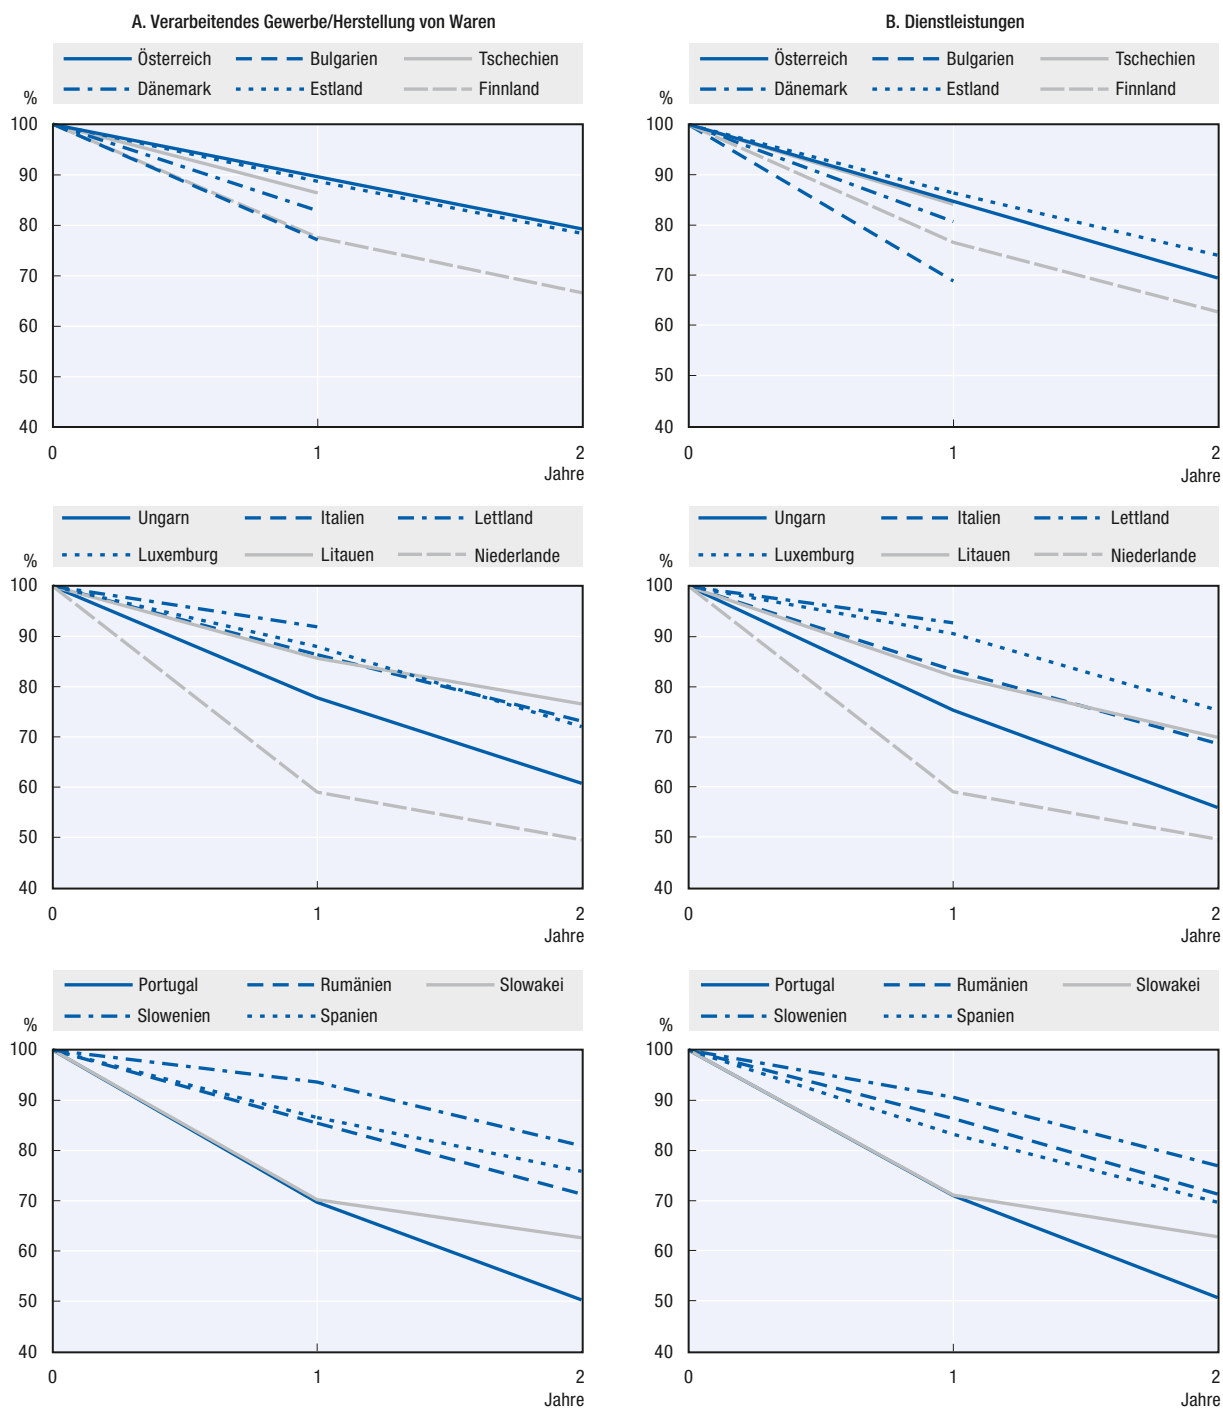 A. Verarbeitendes Gewerbe/Herstellung von Waren
Österreich Bulgarien Tschechien
Dänemark Estland Finnland
%
100
90
80
70
60
50
40
0 1 2
Jahre
B. Dienstleistungen
Österreich Bulgarien Tschechien
Dänemark Estland Finnland
%
100
90
80
70
60
50
40
0 1 2
Jahre
Ungarn Italien Lettland
Luxemburg Litauen Niederlande
%
100
90
80
70
60
50
40
0 1 2
Jahre
Ungarn Italien Lettland
Luxemburg Litauen Niederlande
%
100
90
80
70
60
50
40
0 1 2
Jahre
Portugal Rumänien Slowakei
Slowenien Spanien
%
100
90
80
70
60
50
40
0 1 2
Jahre
Portugal Rumänien Slowakei
Slowenien Spanien
%
100
90
80
70
60
50
40
0 1 2
Jahre